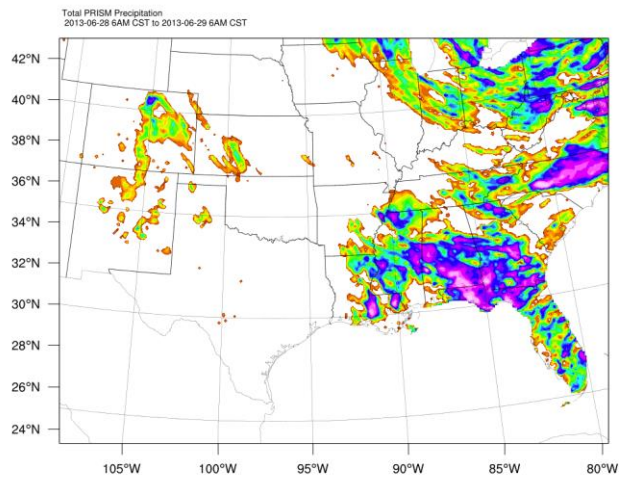 Total PRISM Precipitation
2013-06-28 6AM CST to 2013-06-29 6AM CST
42°N
40°N
38°N
36°N
34°N
32°N
30°N
28°N
26°N
24°N
105°W 100°W 95°W 90°W 85°W 80°W